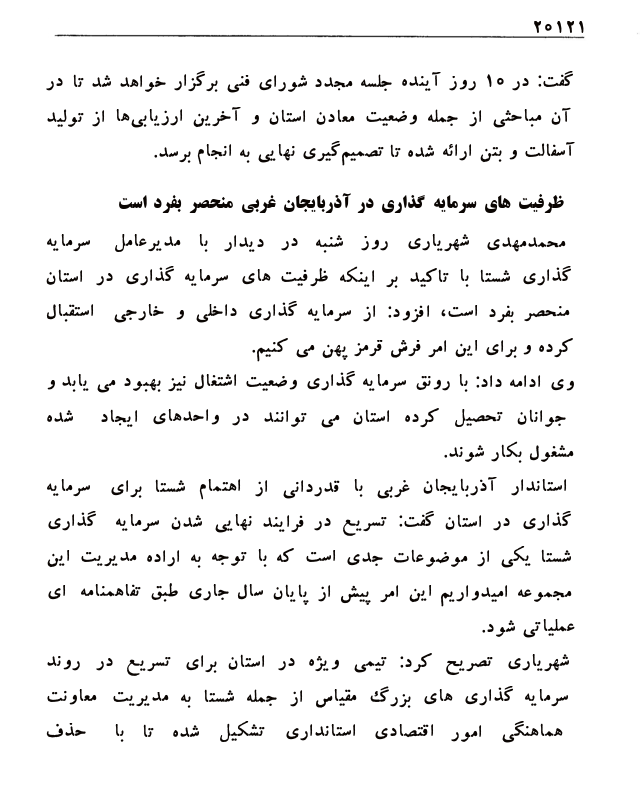 ۲۰۱۲۱
گفت: در ۱۰ روز آینده جلسه مجدد شورای فنی برگزار خواهد شد تا در
آن مباحثی از جمله وضعیت معادن استان و آخرین ارزیابی‌ها از تولید
آسفالت و بتن ارائه شده تا تصمیم‌گیری نهایی به انجام برسد.
ظرفیت های سرمایه گذاری در آذربایجان غربی منحصر بفرد است
محمدمهدی شهریاری روز شنبه در دیدار با مدیرعامل سرمایه
گذاری شستا با تاکید بر اینکه ظرفیت های سرمایه گذاری در استان
منحصر بفرد است، افزود: از سرمایه گذاری داخلی و خارجی استقبال
کرده و برای این امر فرش قرمز پهن می کنیم.
وی ادامه داد: با رونق سرمایه گذاری وضعیت اشتغال نیز بهبود می یابد و
جوانان تحصیل کرده استان می توانند در واحدهای ایجاد شده
مشغول بکار شوند.
استاندار آذربایجان غربی با قدردانی از اهتمام شستا برای سرمایه
گذاری در استان گفت: تسریع در فرایند نهایی شدن سرمایه گذاری
شستا یکی از موضوعات جدی است که با توجه به اراده مدیریت این
مجموعه امیدواریم این امر پیش از پایان سال جاری طبق تفاهمنامه ای
عملیاتی شود.
شهریاری تصریح کرد: تیمی ویژه در استان برای تسریع در روند
سرمایه گذاری های بزرگ مقیاس از جمله شستا به مدیریت معاونت
هماهنگی امور اقتصادی استانداری تشکیل شده تا با حذف